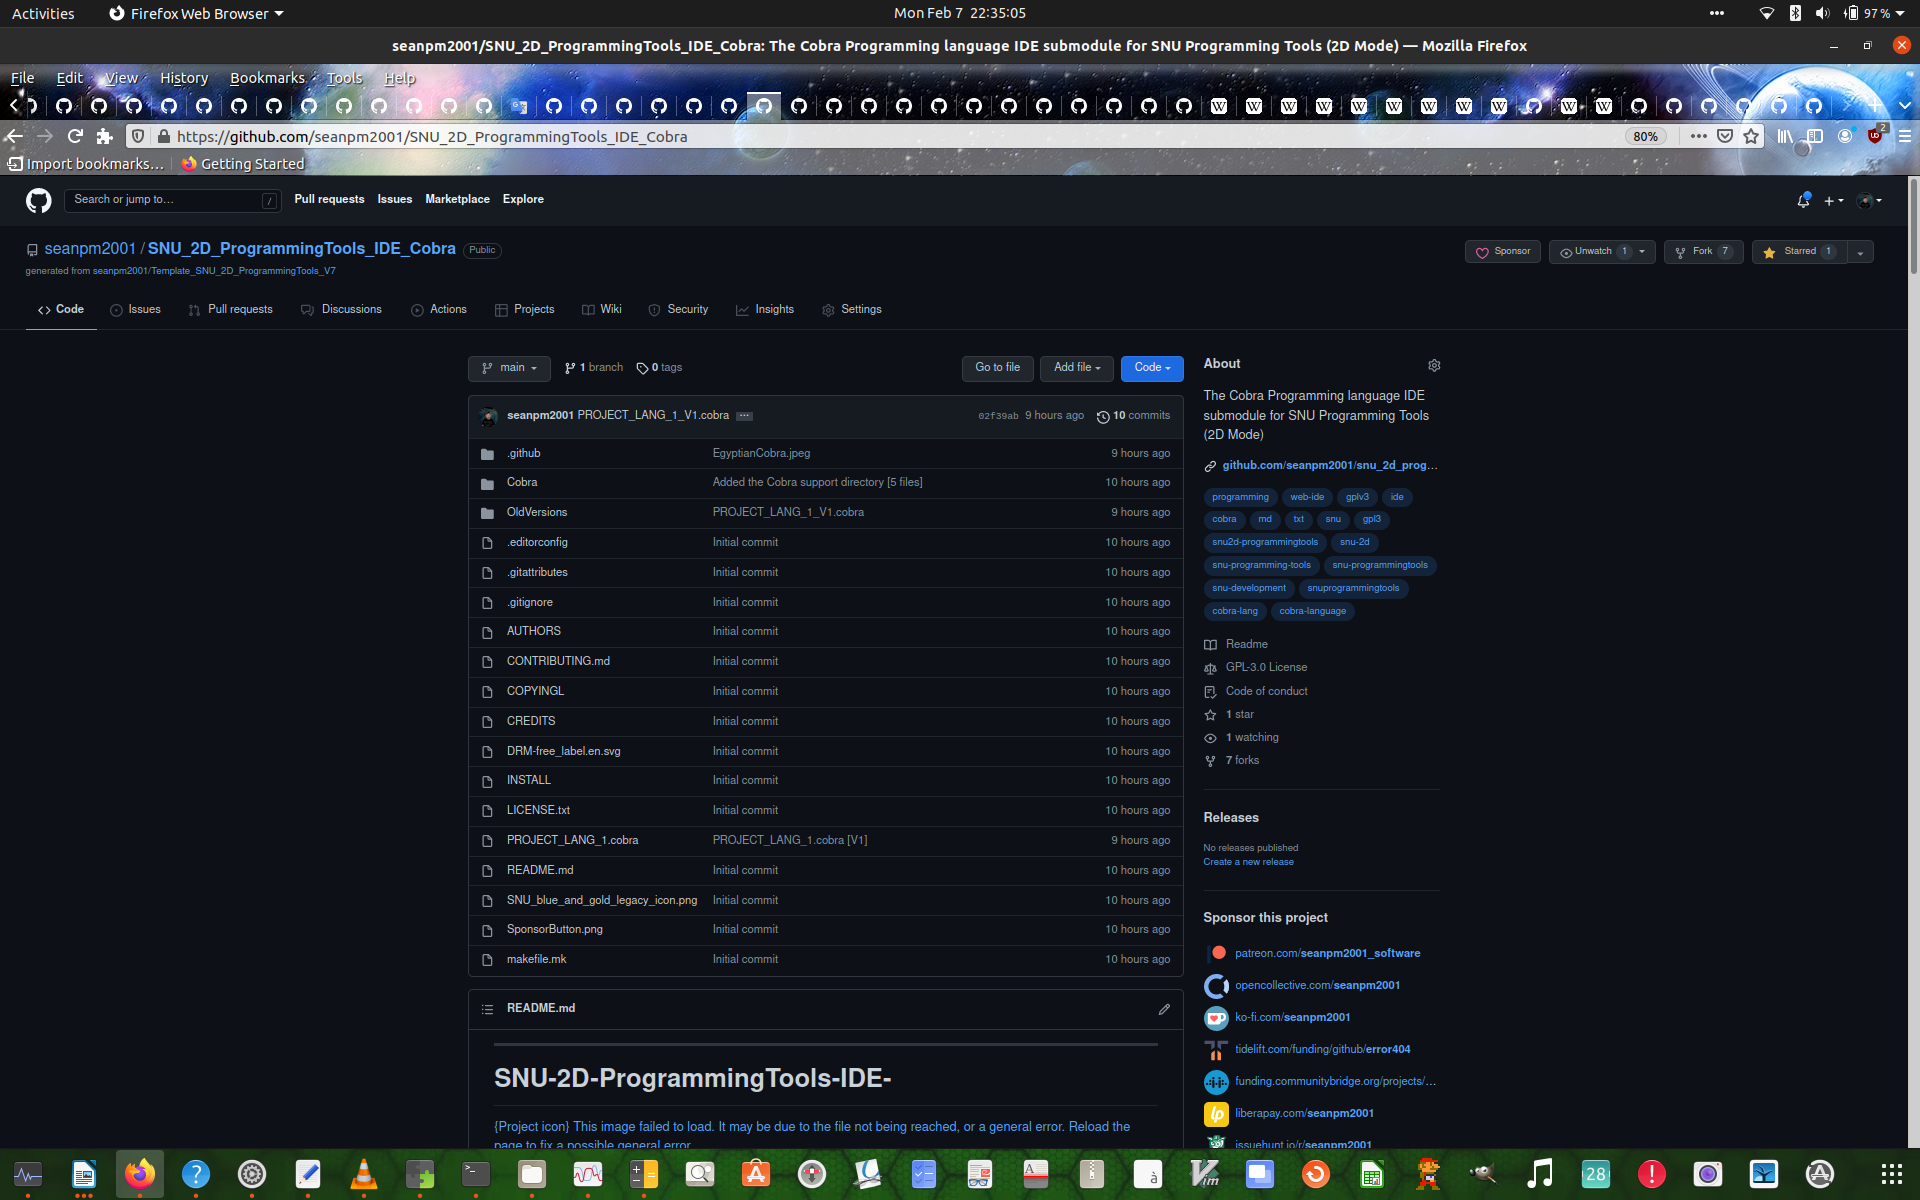 Activities
Firefox Web Browser
Mon Feb 7 22:35:05
97 %
seanpm2001/SNU_2D_ProgrammingTools_IDE_Cobra: The Cobra Programming language IDE submodule for SNU Programming Tools (2D Mode) — Mozilla Firefox
File Edit View History Bookmarks Tools Help
https://github.com/seanpm2001/SNU_2D_ProgrammingTools_IDE_Cobra
80%
2
Import bookmarks…
Getting Started
Search or jump to…
/
Pull requests Issues Marketplace Explore
seanpm2001 / SNU_2D_ProgrammingTools_IDE_Cobra Public
generated from seanpm2001/Template_SNU_2D_ProgrammingTools_V7
Sponsor
Unwatch 1
Fork 7
Starred 1
Code Issues Pull requests Discussions Actions Projects Wiki Security Insights Settings
main
1 branch
0 tags
Go to file
Add file
Code
seanpm2001 PROJECT_LANG_1_V1.cobra
02f39ab 9 hours ago
10 commits
.github EgyptianCobra.jpeg 9 hours ago
Cobra Added the Cobra support directory [5 files] 10 hours ago
OldVersions PROJECT_LANG_1_V1.cobra 9 hours ago
.editorconfig Initial commit 10 hours ago
.gitattributes Initial commit 10 hours ago
.gitignore Initial commit 10 hours ago
AUTHORS Initial commit 10 hours ago
CONTRIBUTING.md Initial commit 10 hours ago
COPYINGL Initial commit 10 hours ago
CREDITS Initial commit 10 hours ago
DRM-free_label.en.svg Initial commit 10 hours ago
INSTALL Initial commit 10 hours ago
LICENSE.txt Initial commit 10 hours ago
PROJECT_LANG_1.cobra PROJECT_LANG_1.cobra [V1] 9 hours ago
README.md Initial commit 10 hours ago
SNU_blue_and_gold_legacy_icon.png Initial commit 10 hours ago
SponsorButton.png Initial commit 10 hours ago
makefile.mk Initial commit 10 hours ago
README.md
SNU-2D-ProgrammingTools-IDE-
{Project icon} This image failed to load. It may be due to the file not being reached, or a general error. Reload the
page to fix a possible general error.
About
The Cobra Programming language IDE
submodule for SNU Programming Tools
(2D Mode)
github.com/seanpm2001/snu_2d_prog…
programming web-ide gplv3 ide
cobra md txt snu gpl3
snu2d-programmingtools snu-2d
snu-programming-tools snu-programmingtools
snu-development snuprogrammingtools
cobra-lang cobra-language
Readme
GPL-3.0 License
Code of conduct
1 star
1 watching
7 forks
Releases
No releases published
Create a new release
Sponsor this project
patreon.com/seanpm2001_software
opencollective.com/seanpm2001
ko-fi.com/seanpm2001
tidelift.com/funding/github/error404
funding.communitybridge.org/projects/…
liberapay.com/seanpm2001
issuehunt.io/r/seanpm2001
28